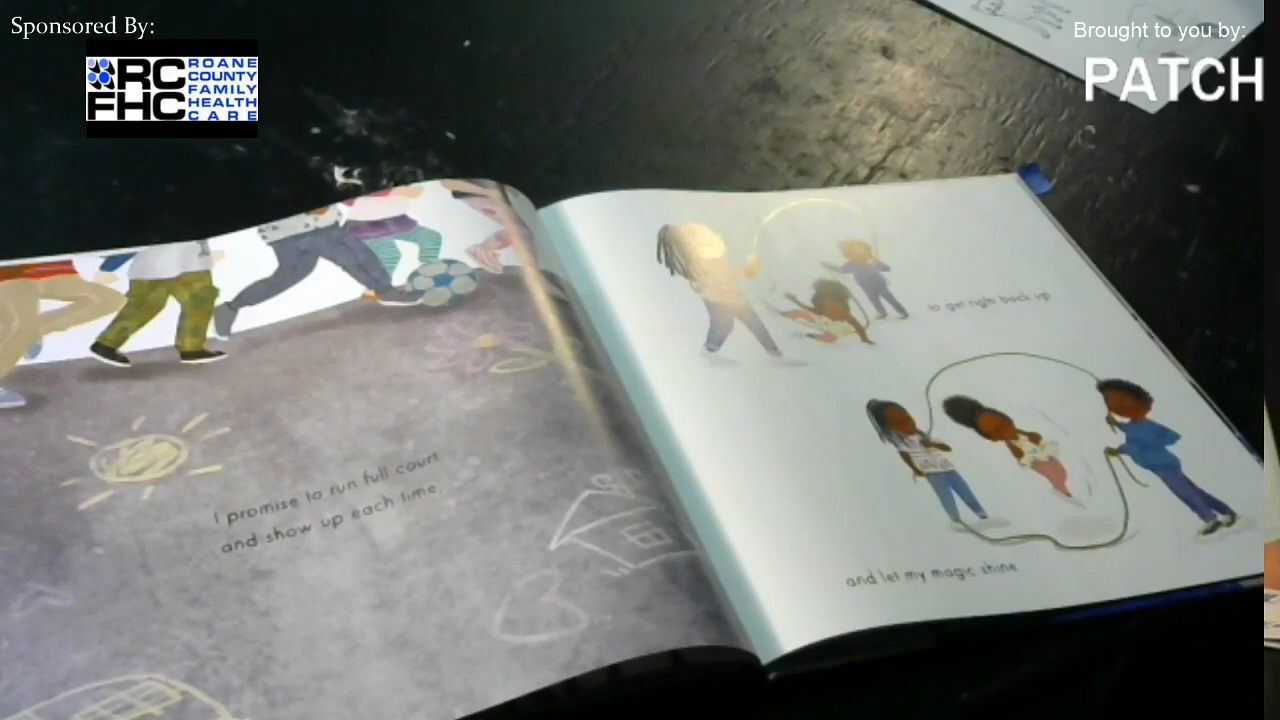 Sponsored By:
RC FHC
ROANE
COUNTY
FAMILY
HEALTH
CARE
Brought to you by:
PATCH
I promise to run full court
and show up each time,
to get right back up
and let my magic shine.